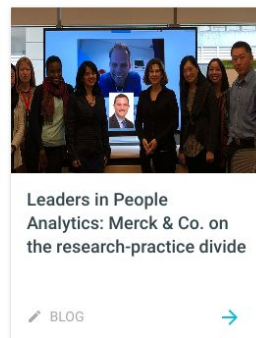 Leaders in People
Analytics: Merck & Co. on
the research-practice divide
BLOG